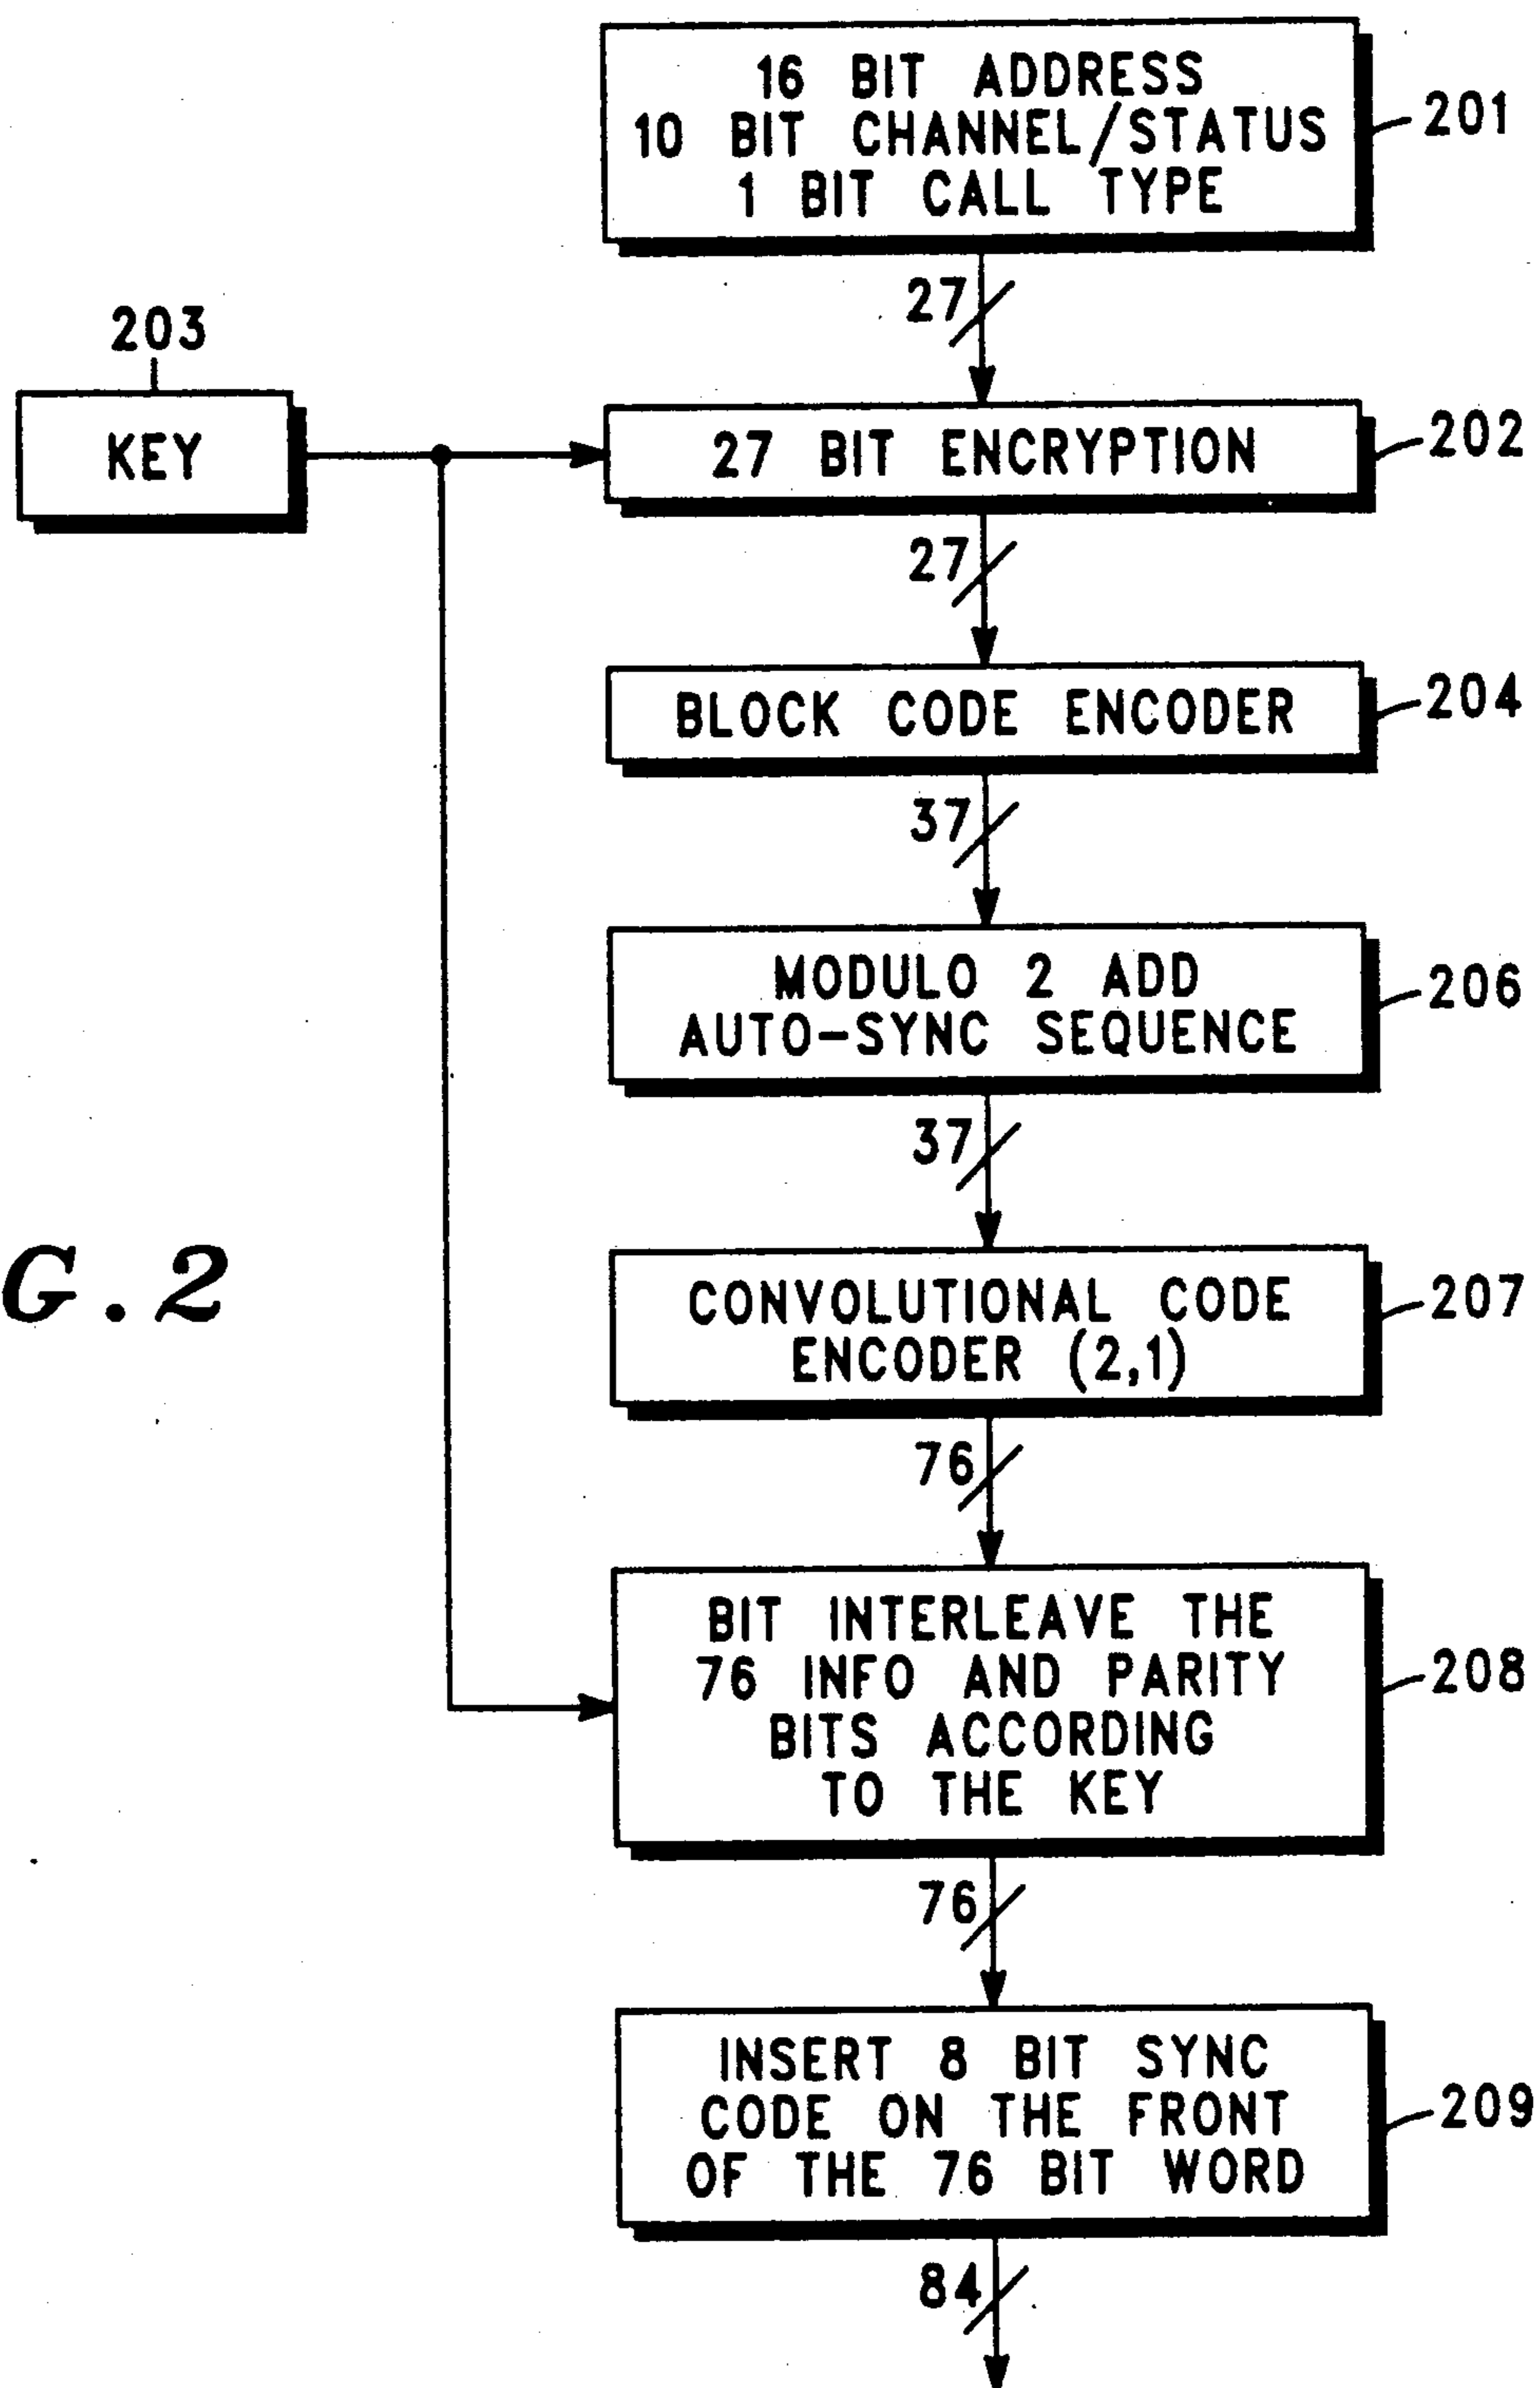 16 BIT ADDRESS
10 BIT CHANNEL/STATUS
1 BIT CALL TYPE
201
27
203
KEY
27 BIT ENCRYPTION
202
27
BLOCK CODE ENCODER
204
37
MODULO 2 ADD
AUTO-SYNC SEQUENCE
206
37
G.2
CONVOLUTIONAL CODE
ENCODER (2,1)
207
76
BIT INTERLEAVE THE
76 INFO AND PARITY
BITS ACCORDING
TO THE KEY
208
76
INSERT 8 BIT SYNC
CODE ON THE FRONT
OF THE 76 BIT WORD
209
84